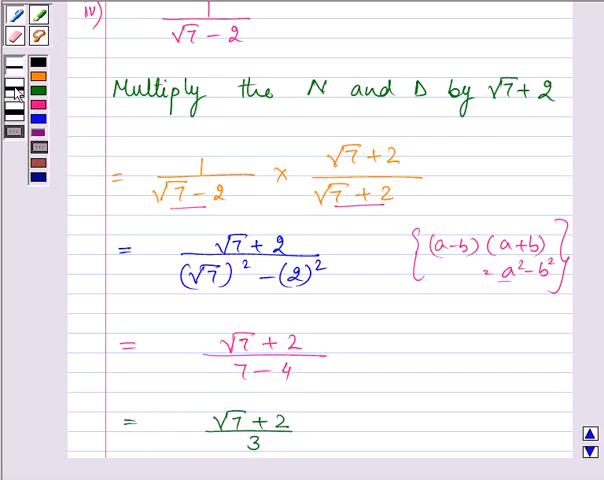 iv) 1 / (√7 - 2)
Multiply the N and D by √7 + 2
= 1 / (√7 - 2) × (√7 + 2) / (√7 + 2)
= (√7 + 2) / ((√7)² - (2)²) {(a-b) (a+b)
= a² - b²}
= (√7 + 2) / (7 - 4)
= (√7 + 2) / 3